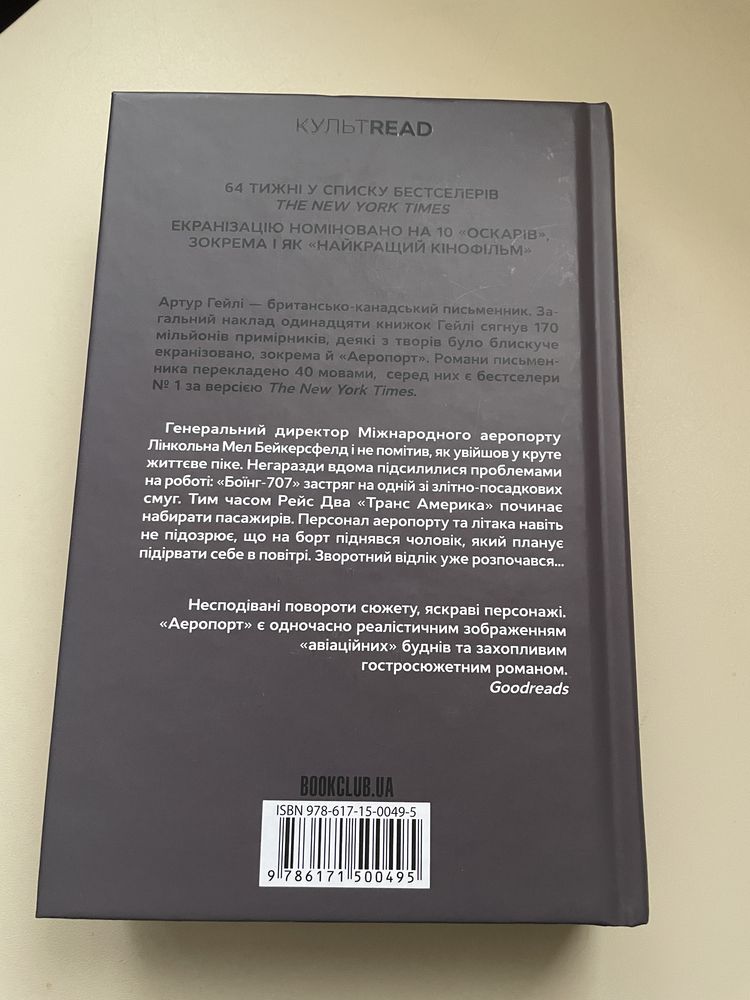 КУЛЬТREAD
64 ТИЖНІ У СПИСКУ БЕСТСЕЛЕРІВ
THE NEW YORK TIMES
ЕКРАНІЗАЦІЮ НОМІНОВАНО НА 10 «ОСКАРІВ»,
ЗОКРЕМА І ЯК «НАЙКРАЩИЙ КІНОФІЛЬМ»
Артур Гейлі — британсько-канадський письменник. За-
гальний наклад одинадцяти книжок Гейлі сягнув 170
мільйонів примірників, деякі з творів було блискуче
екранізовано, зокрема й «Аеропорт». Романи письмен-
ника перекладено 40 мовами, серед них є бестселери
№ 1 за версією The New York Times.
Генеральний директор Міжнародного аеропорту
Лінкольна Мел Бейкерсфелд і не помітив, як увійшов у круте
життєве піке. Негаразди вдома підсилилися проблемами
на роботі: «Боїнг-707» застряг на одній зі злітно-посадкових
смуг. Тим часом Рейс Два «Транс Америка» починає
набирати пасажирів. Персонал аеропорту та літака навіть
не підозрює, що на борт піднявся чоловік, який планує
підірвати себе в повітрі. Зворотний відлік уже розпочався...
Несподівані повороти сюжету, яскраві персонажі.
«Аеропорт» є одночасно реалістичним зображенням
«авіаційних» буднів та захопливим
гостросюжетним романом.
Goodreads
BOOKCLUB.UA
ISBN 978-617-15-0049-5
9 786171 500495